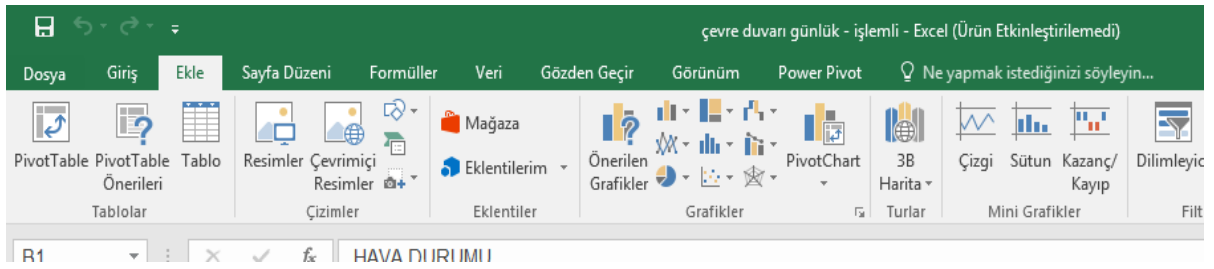 çevre duvarı günlük - işlemli - Excel (Ürün Etkinleştirilemedi)
Dosya Giriş Ekle Sayfa Düzeni Formüller Veri Gözden Geçir Görünüm Power Pivot Ne yapmak istediğinizi söyleyin...
PivotTable PivotTable Önerileri Tablo Resimler Çevrimiçi Resimler Mağaza Eklentilerim Önerilen Grafikler PivotChart 3B Harita Çizgi Sütun Kazanç/ Kayıp Dilimleyic
Tablolar Çizimler Eklentiler Grafikler Turlar Mini Grafikler Filt
B1 fx HAVA DURUMU